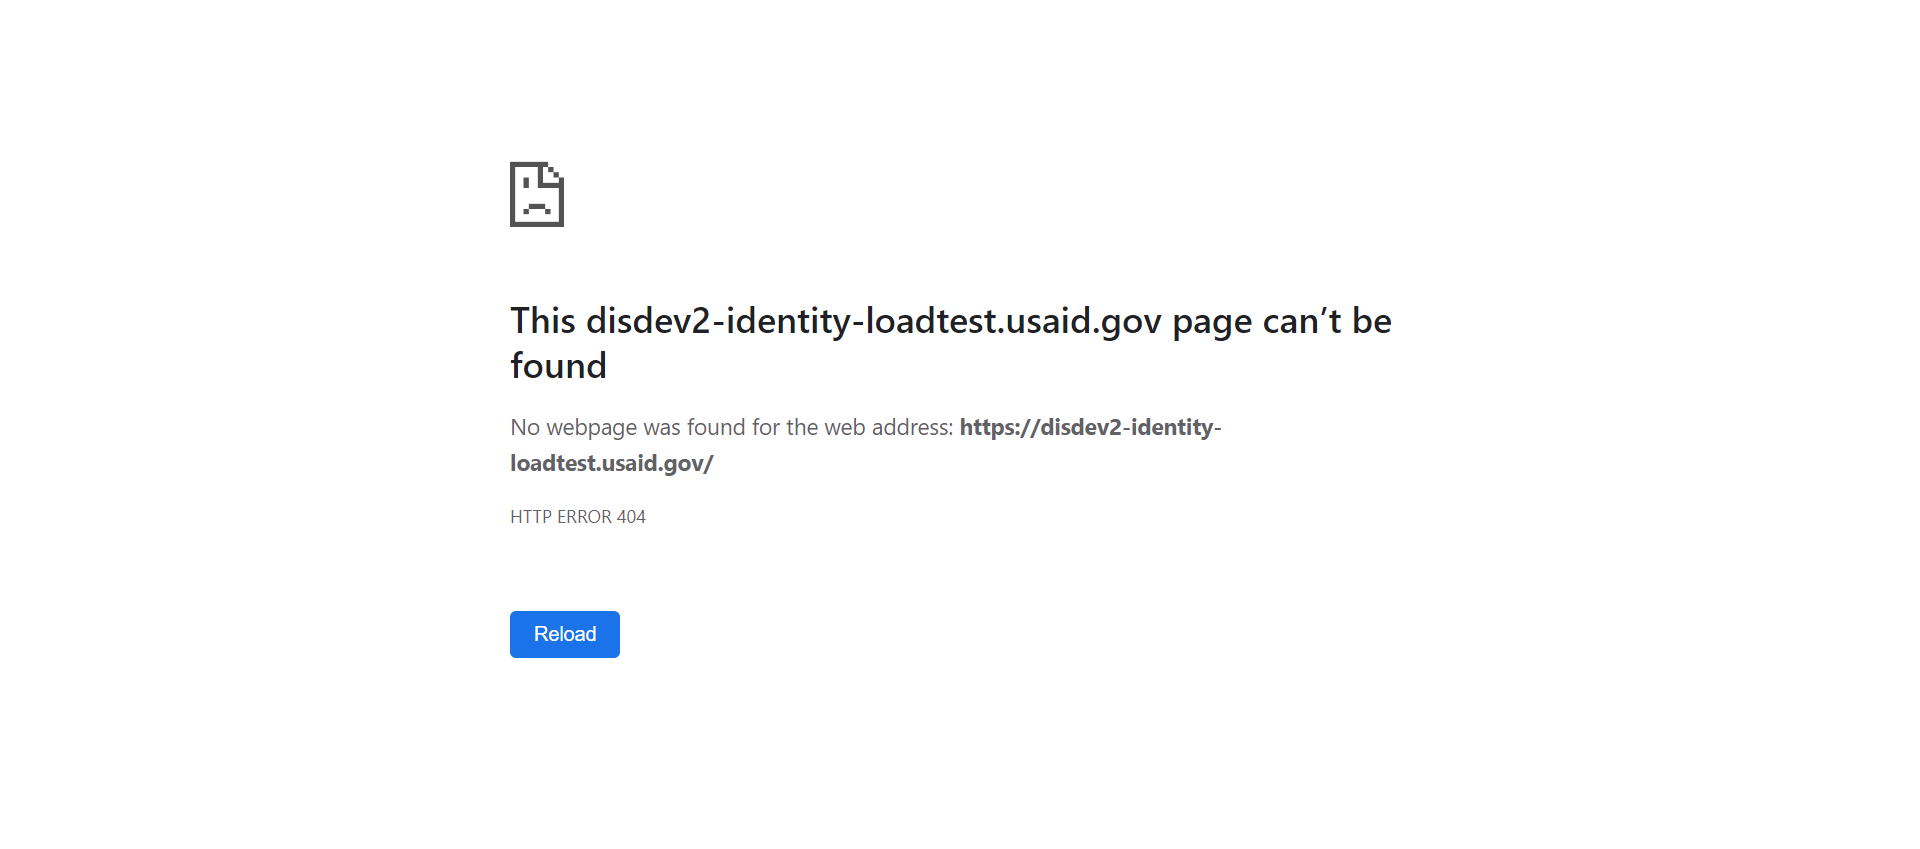 This disdev2-identity-loadtest.usaid.gov page can’t be
found
No webpage was found for the web address: https://disdev2-identity-
loadtest.usaid.gov/
HTTP ERROR 404
Reload